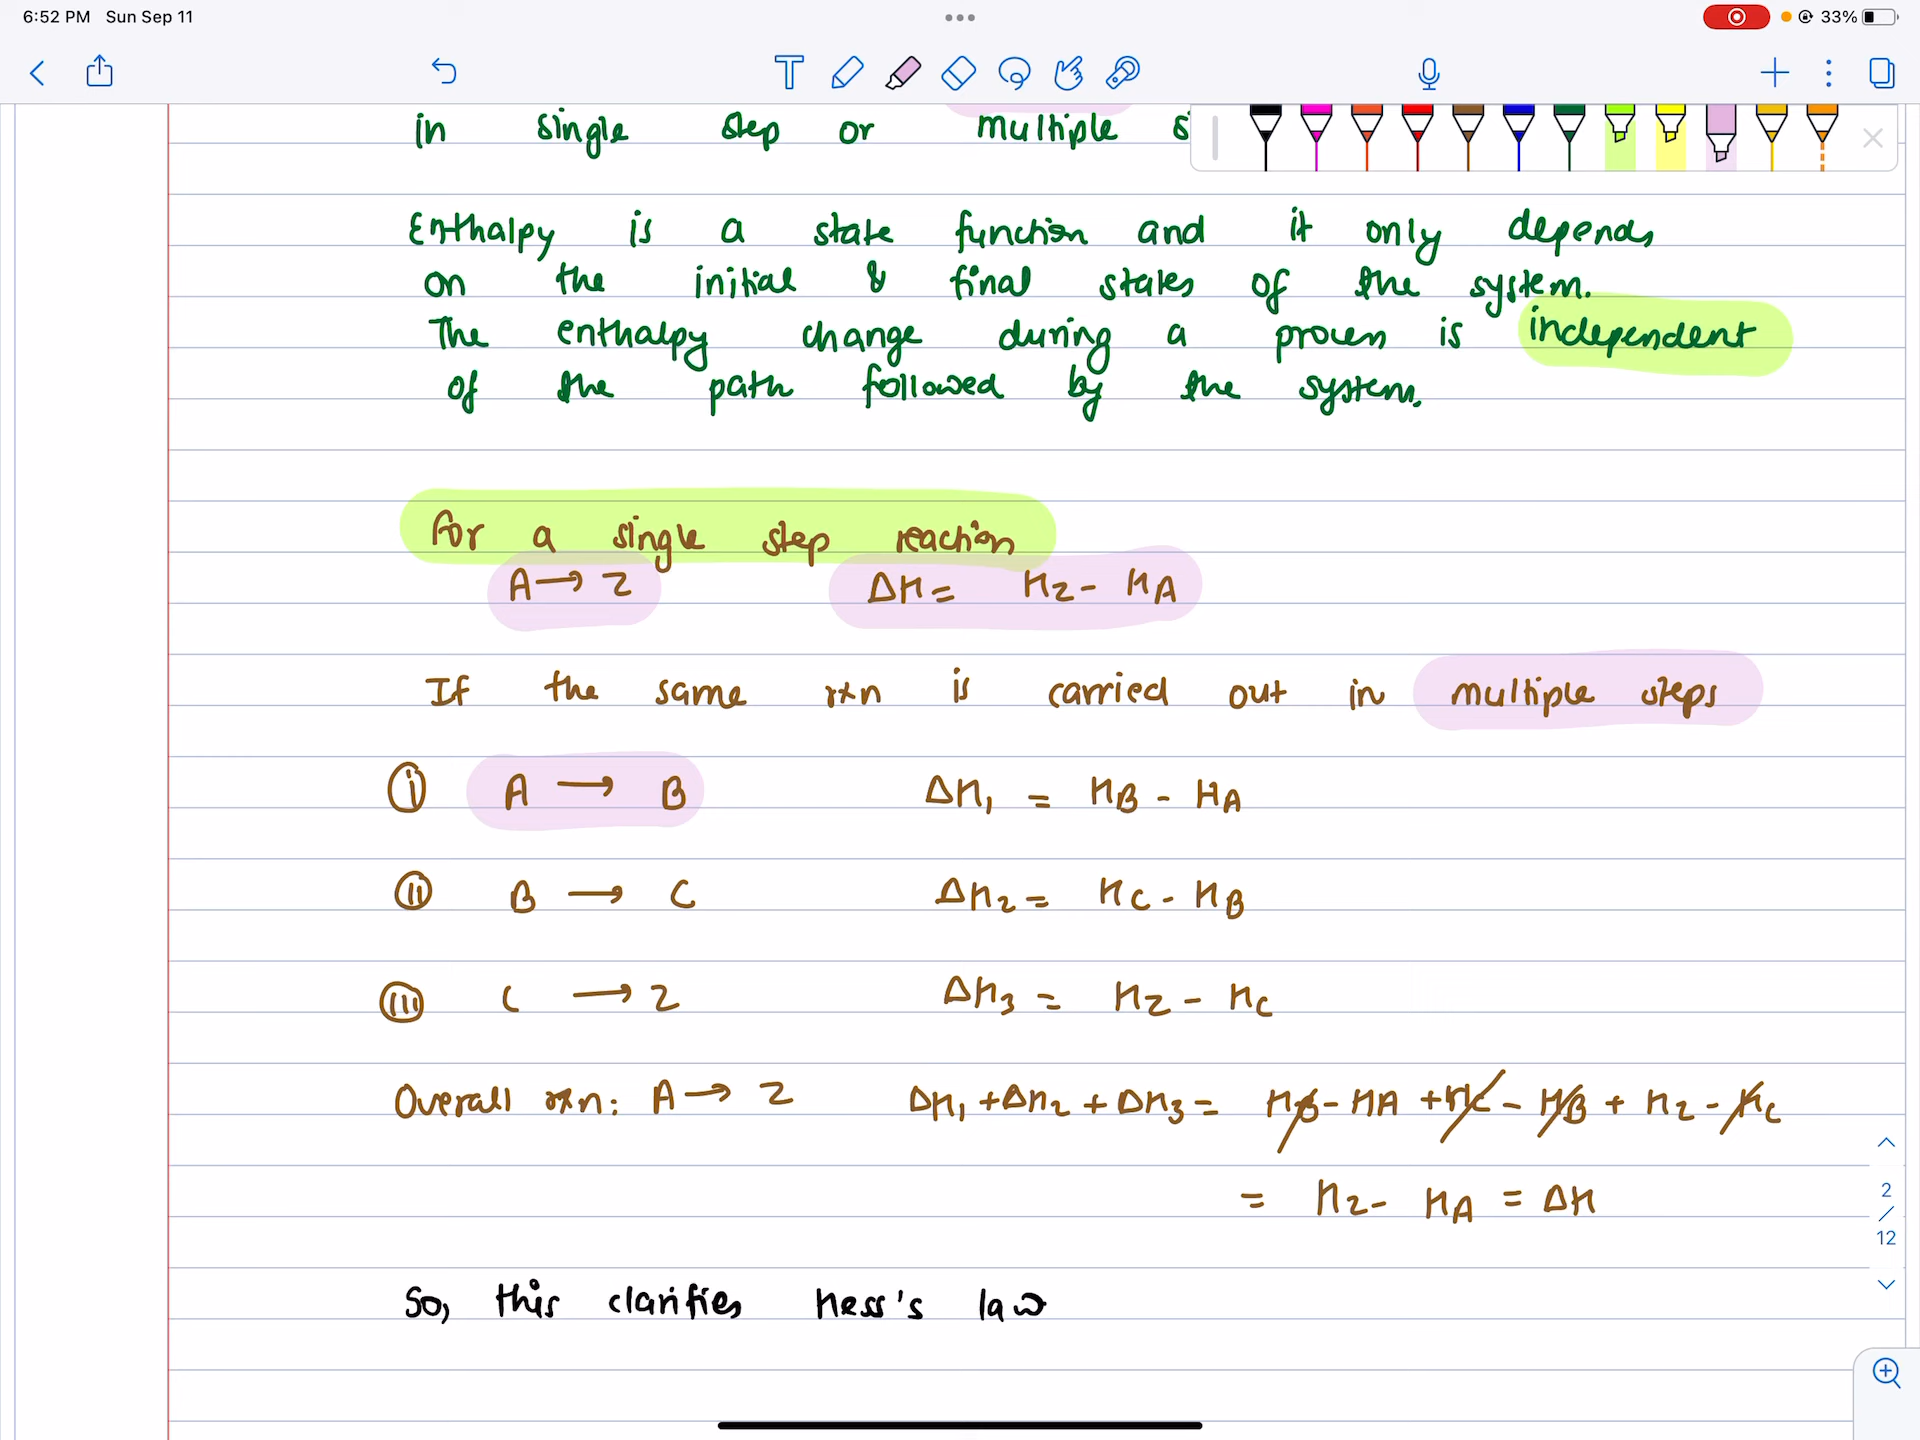 6:52 PM Sun Sep 11
33%
in single step or multiple s
Enthalpy is a state function and it only depends
on the initial & final states of the system.
The enthalpy change during a process is independent
of the path followed by the system.
For a single step reaction
A → Z ΔH = HZ - HA
If the same rxn is carried out in multiple steps
(i) A → B ΔH1 = HB - HA
(ii) B → C ΔH2 = HC - HB
(iii) C → Z ΔH3 = HZ - HC
Overall rxn: A → Z ΔH1 + ΔH2 + ΔH3 = HB - HA + HC - HB + HZ - HC
= HZ - HA = ΔH
So, this clarifies Hess's law
2
/
12